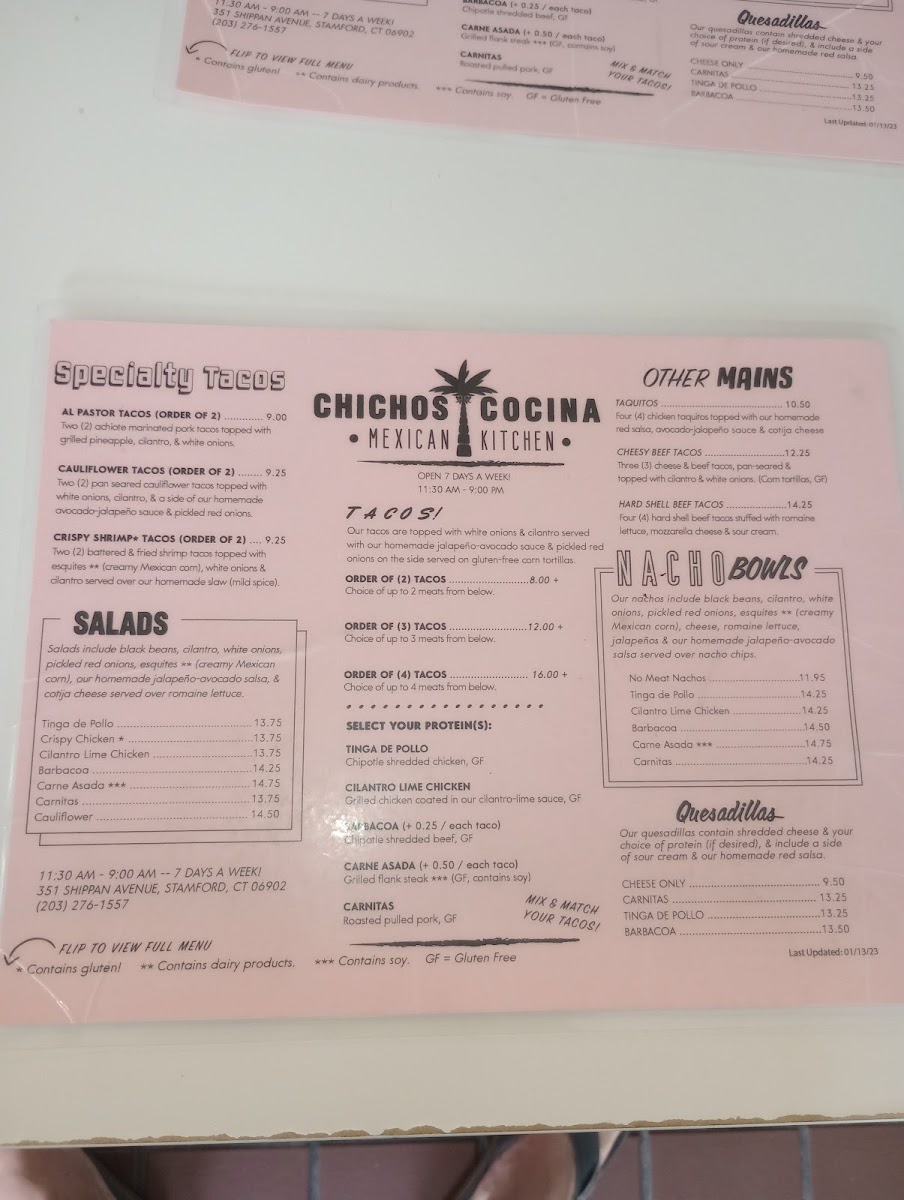 11:30 AM - 9:00 AM -- 7 DAYS A WEEK!
351 SHIPPAN AVENUE, STAMFORD, CT 06902
(203) 276-1557
FLIP TO VIEW FULL MENU
* Contains gluten! ** Contains dairy products. *** Contains soy. GF = Gluten Free
BARBACOA (+ 0.25 / each taco)
Chipotle shredded beef, GF
CARNE ASADA (+ 0.50 / each taco)
Grilled flank steak *** (GF, contains soy)
CARNITAS
Roasted pulled pork, GF
MIX & MATCH
YOUR TACOS!
Quesadillas
Our quesadillas contain shredded cheese & your
choice of protein (if desired), & include a side
of sour cream & our homemade red salsa.
CHEESE ONLY 9.50
CARNITAS 13.25
TINGA DE POLLO 13.25
BARBACOA 13.50
Last Updated: 01/13/23
Specialty Tacos
AL PASTOR TACOS (ORDER OF 2) ............ 9.00
Two (2) achiote marinated pork tacos topped with
grilled pineapple, cilantro, & white onions.
CAULIFLOWER TACOS (ORDER OF 2) ........ 9.25
Two (2) pan seared cauliflower tacos topped with
white onions, cilantro, & a side of our homemade
avocado-jalapeño sauce & pickled red onions.
CRISPY SHRIMP* TACOS (ORDER OF 2) .... 9.25
Two (2) battered & fried shrimp tacos topped with
esquites ** (creamy Mexican corn), white onions &
cilantro served over our homemade slaw (mild spice).
SALADS
Salads include black beans, cilantro, white onions,
pickled red onions, esquites ** (creamy Mexican
corn), our homemade jalapeño-avocado salsa, &
cotija cheese served over romaine lettuce.
Tinga de Pollo 13.75
Crispy Chicken * 13.75
Cilantro Lime Chicken 13.75
Barbacoa 14.25
Carne Asada *** 14.75
Carnitas 13.75
Cauliflower 14.50
11:30 AM - 9:00 AM -- 7 DAYS A WEEK!
351 SHIPPAN AVENUE, STAMFORD, CT 06902
(203) 276-1557
FLIP TO VIEW FULL MENU
* Contains gluten! ** Contains dairy products. *** Contains soy. GF = Gluten Free
CHICHOS COCINA
• MEXICAN KITCHEN •
OPEN 7 DAYS A WEEK!
11:30 AM - 9:00 PM
TACOS!
Our tacos are topped with white onions & cilantro served
with our homemade jalapeño-avocado sauce & pickled red
onions on the side served on gluten-free corn tortillas.
ORDER OF (2) TACOS 8.00 +
Choice of up to 2 meats from below.
ORDER OF (3) TACOS 12.00 +
Choice of up to 3 meats from below.
ORDER OF (4) TACOS 16.00 +
Choice of up to 4 meats from below.
SELECT YOUR PROTEIN(S):
TINGA DE POLLO
Chipotle shredded chicken, GF
CILANTRO LIME CHICKEN
Grilled chicken coated in our cilantro-lime sauce, GF
BARBACOA (+ 0.25 / each taco)
Chipotle shredded beef, GF
CARNE ASADA (+ 0.50 / each taco)
Grilled flank steak *** (GF, contains soy)
CARNITAS
Roasted pulled pork, GF
MIX & MATCH
YOUR TACOS!
OTHER MAINS
TAQUITOS 10.50
Four (4) chicken taquitos topped with our homemade
red salsa, avocado-jalapeño sauce & cotija cheese
CHEESY BEEF TACOS 12.25
Three (3) cheese & beef tacos, pan-seared &
topped with cilantro & white onions. (Corn tortillas, GF)
HARD SHELL BEEF TACOS 14.25
Four (4) hard shell beef tacos stuffed with romaine
lettuce, mozzarella cheese & sour cream.
NACHO BOWLS
Our nachos include black beans, cilantro, white
onions, pickled red onions, esquites ** (creamy
Mexican corn), cheese, romaine lettuce,
jalapeños & our homemade jalapeño-avocado
salsa served over nacho chips.
No Meat Nachos 11.95
Tinga de Pollo 14.25
Cilantro Lime Chicken 14.25
Barbacoa 14.50
Carne Asada *** 14.75
Carnitas 14.25
Quesadillas
Our quesadillas contain shredded cheese & your
choice of protein (if desired), & include a side
of sour cream & our homemade red salsa.
CHEESE ONLY 9.50
CARNITAS 13.25
TINGA DE POLLO 13.25
BARBACOA 13.50
Last Updated: 01/13/23